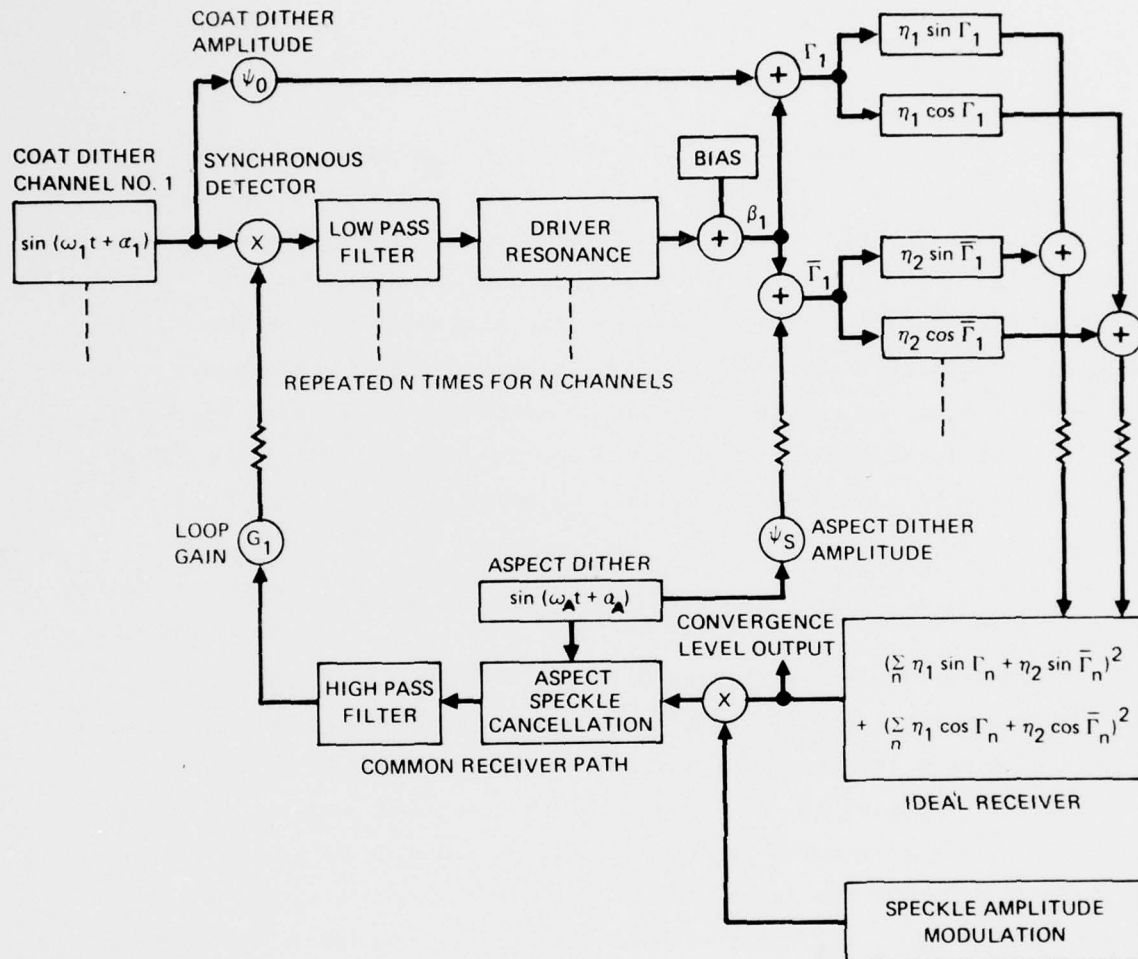 COAT DITHER
AMPLITUDE
ψ₀
+
Γ₁
η₁ sin Γ₁
η₁ cos Γ₁
COAT DITHER
CHANNEL NO. 1
sin (ω₁t + α₁)
SYNCHRONOUS
DETECTOR
X
LOW PASS
FILTER
DRIVER
RESONANCE
BIAS
+
β₁
+
Γ̅₁
η₂ sin Γ̅₁
η₂ cos Γ̅₁
+
+
REPEATED N TIMES FOR N CHANNELS
LOOP
GAIN
G₁
ψ_S
ASPECT DITHER
AMPLITUDE
ASPECT DITHER
sin (ω_A t + α_A)
CONVERGENCE
LEVEL OUTPUT
HIGH PASS
FILTER
ASPECT
SPECKLE
CANCELLATION
X
(Σₙ η₁ sin Γₙ + η₂ sin Γ̅ₙ)²
+ (Σₙ η₁ cos Γₙ + η₂ cos Γ̅ₙ)²
COMMON RECEIVER PATH
IDEAL RECEIVER
SPECKLE AMPLITUDE
MODULATION